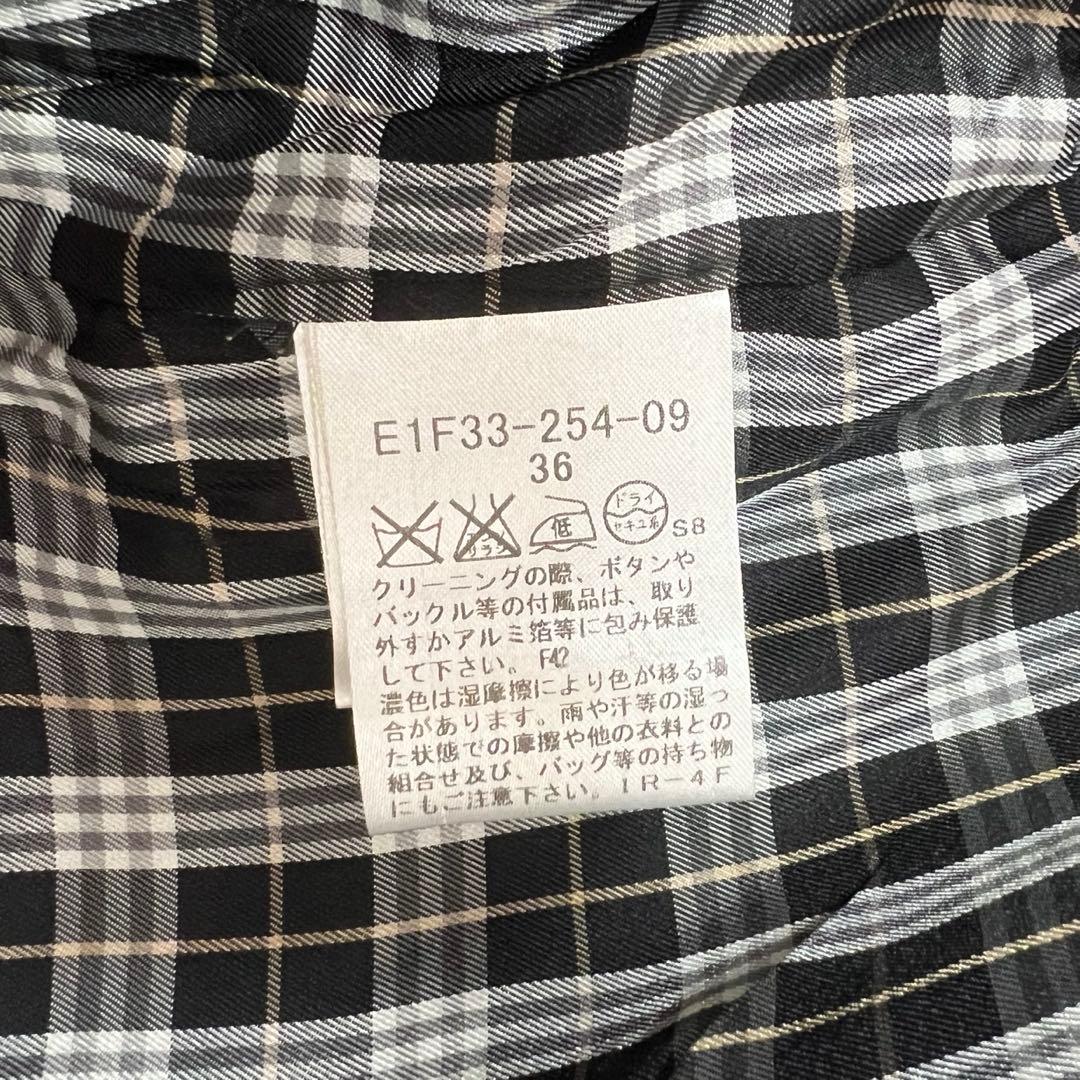 E1F33-254-09
36
低
ドライ
セキユ系
S8
クリーニングの際、ボタンや
バックル等の付属品は、取り
外すかアルミ箔等に包み保護
して下さい。 F42
濃色は湿摩擦により色が移る場
合があります。雨や汗等の湿っ
た状態での摩擦や他の衣料との
組合せ及び、バッグ等の持ち物
にもご注意下さい。IR-4F